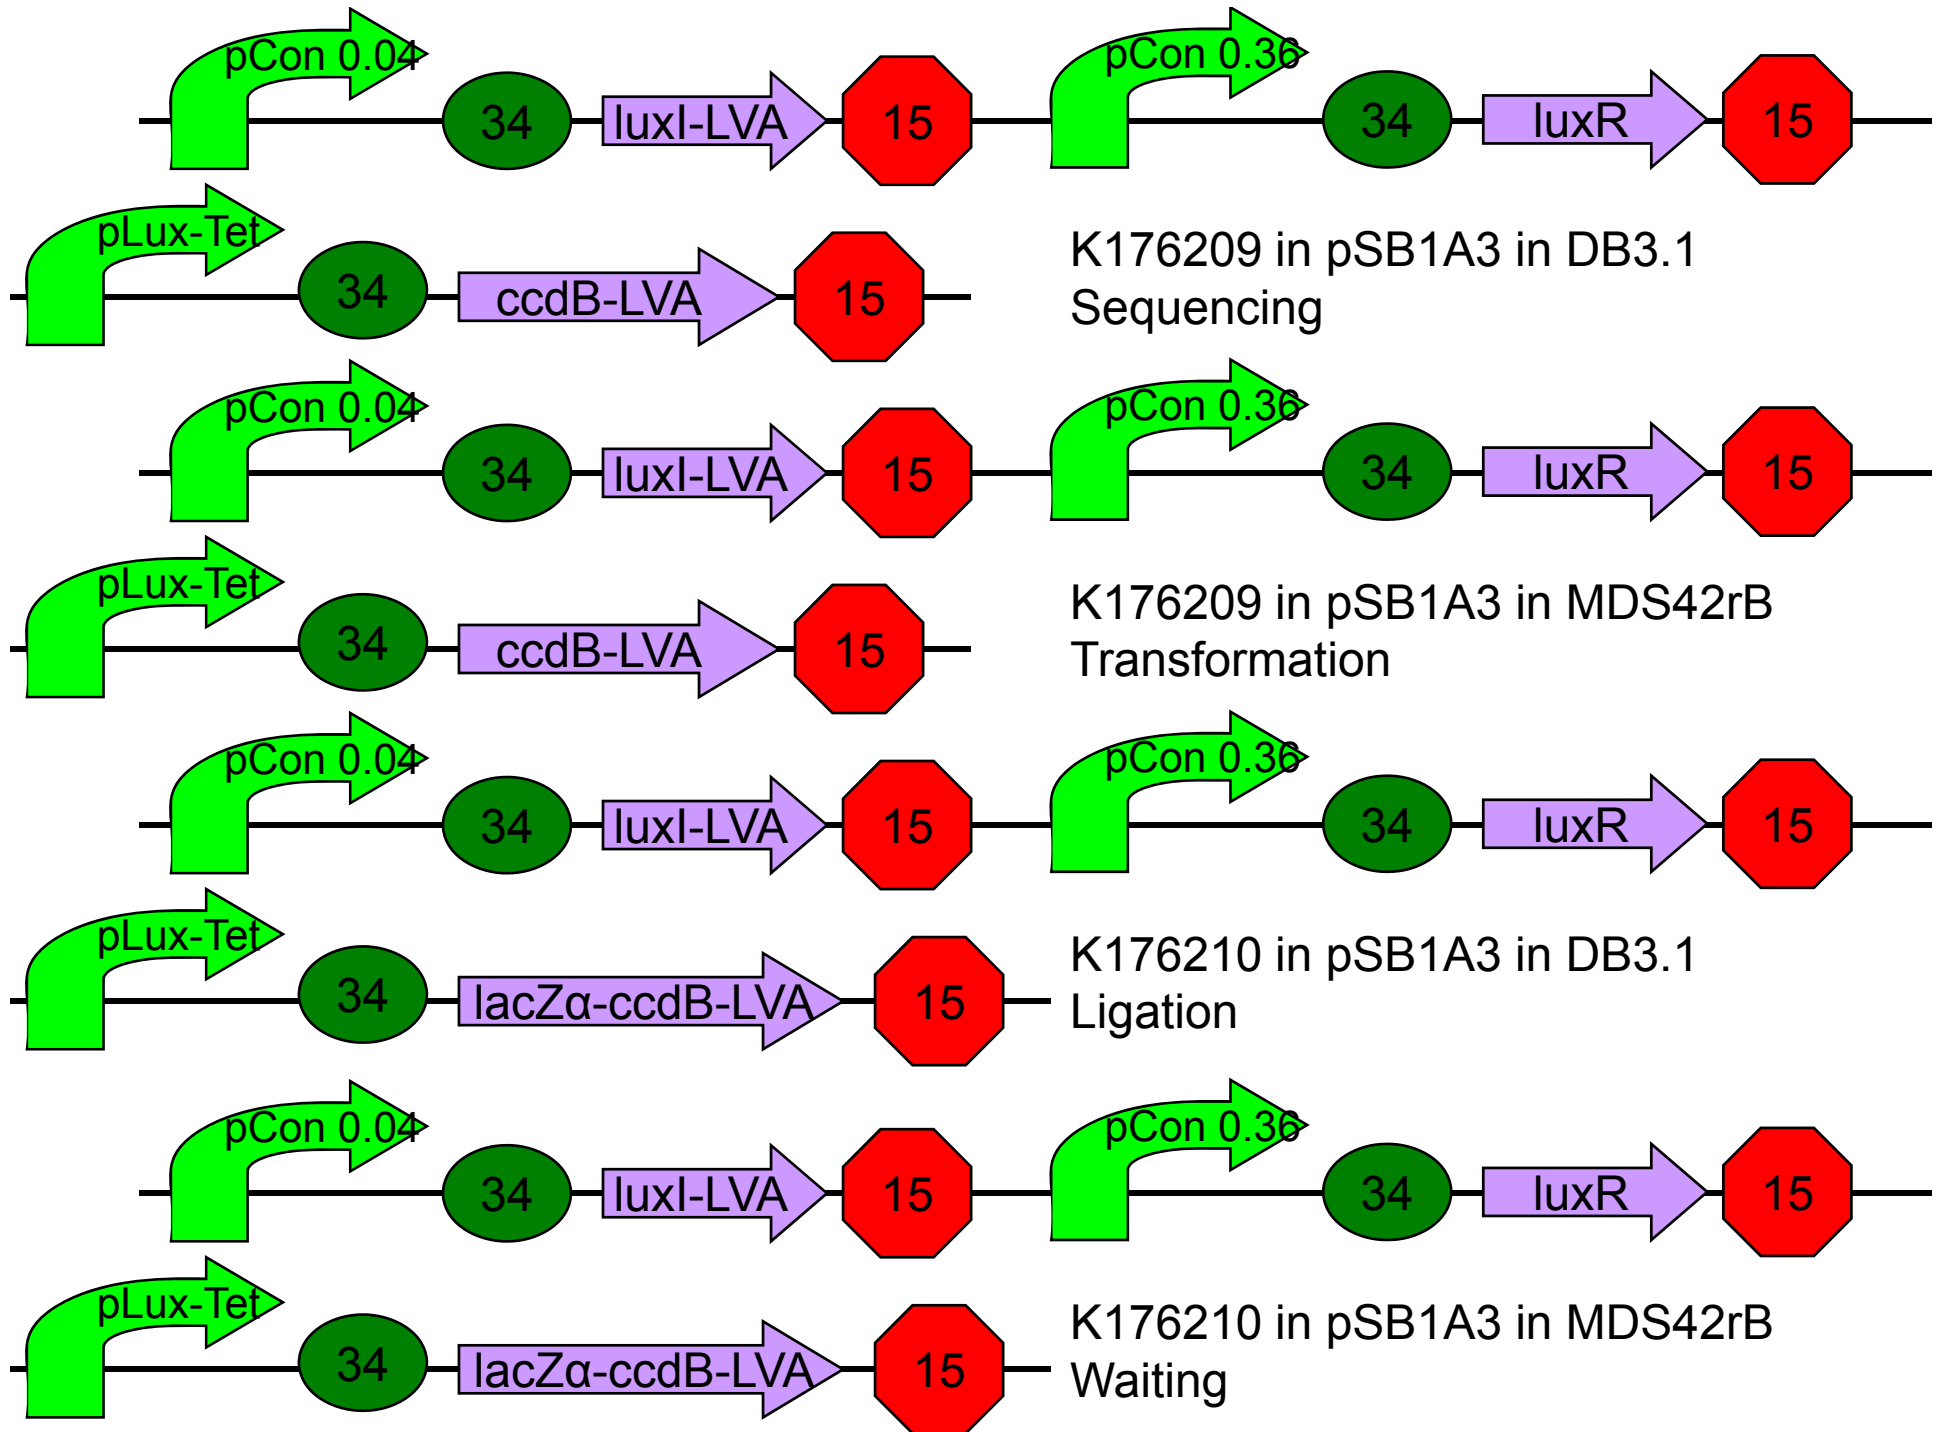 pCon 0.04 34 luxI-LVA 15 pCon 0.36 34 luxR 15
pLux-Tet 34 ccdB-LVA 15
K176209 in pSB1A3 in DB3.1
Sequencing
pCon 0.04 34 luxI-LVA 15 pCon 0.36 34 luxR 15
pLux-Tet 34 ccdB-LVA 15
K176209 in pSB1A3 in MDS42rB
Transformation
pCon 0.04 34 luxI-LVA 15 pCon 0.36 34 luxR 15
pLux-Tet 34 lacZα-ccdB-LVA 15
K176210 in pSB1A3 in DB3.1
Ligation
pCon 0.04 34 luxI-LVA 15 pCon 0.36 34 luxR 15
pLux-Tet 34 lacZα-ccdB-LVA 15
K176210 in pSB1A3 in MDS42rB
Waiting